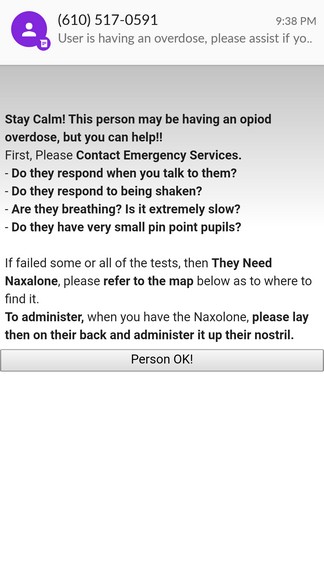 (610) 517-0591
9:38 PM
User is having an overdose, please assist if yo..
Stay Calm! This person may be having an opiod
overdose, but you can help!!
First, Please Contact Emergency Services.
- Do they respond when you talk to them?
- Do they respond to being shaken?
- Are they breathing? Is it extremely slow?
- Do they have very small pin point pupils?
If failed some or all of the tests, then They Need
Naxalone, please refer to the map below as to where to
find it.
To administer, when you have the Naxolone, please lay
then on their back and administer it up their nostril.
Person OK!